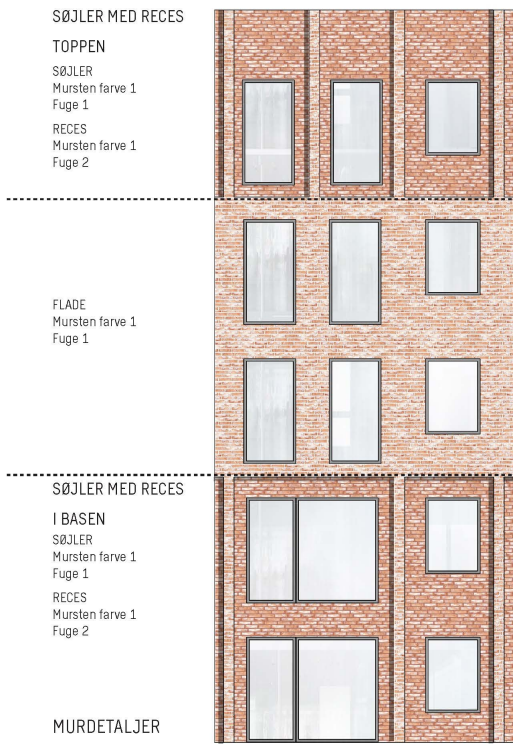 SØJLER MED RECES
TOPPEN
SØJLER
Mursten farve 1
Fuge 1
RECES
Mursten farve 1
Fuge 2
FLADE
Mursten farve 1
Fuge 1
SØJLER MED RECES
I BASEN
SØJLER
Mursten farve 1
Fuge 1
RECES
Mursten farve 1
Fuge 2
MURDETALJER